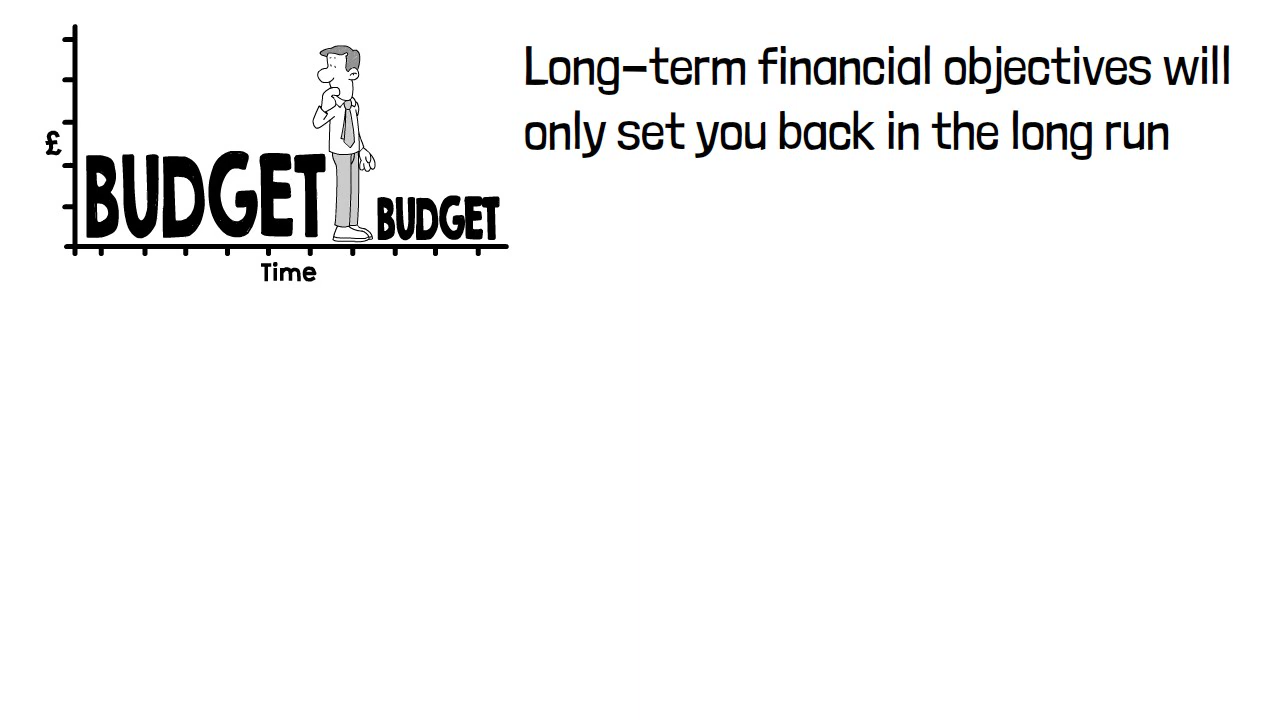 Long-term financial objectives will
only set you back in the long run
£
BUDGET
BUDGET
Time